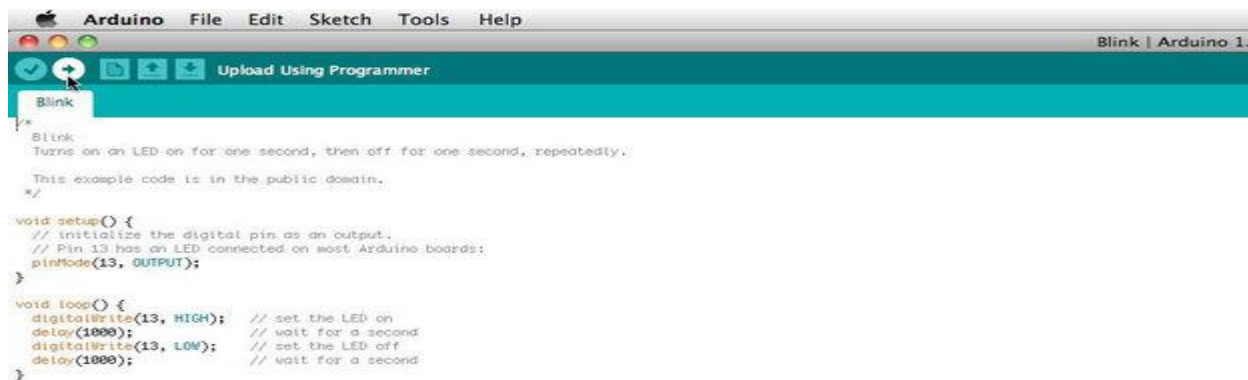 Arduino File Edit Sketch Tools Help
Blink | Arduino 1.
Upload Using Programmer
Blink
/*
Blink
Turns on an LED on for one second, then off for one second, repeatedly.
This example code is in the public domain.
*/
void setup() {
// initialize the digital pin as an output.
// Pin 13 has an LED connected on most Arduino boards:
pinMode(13, OUTPUT);
}
void loop() {
digitalWrite(13, HIGH); // set the LED on
delay(1000); // wait for a second
digitalWrite(13, LOW); // set the LED off
delay(1000); // wait for a second
}